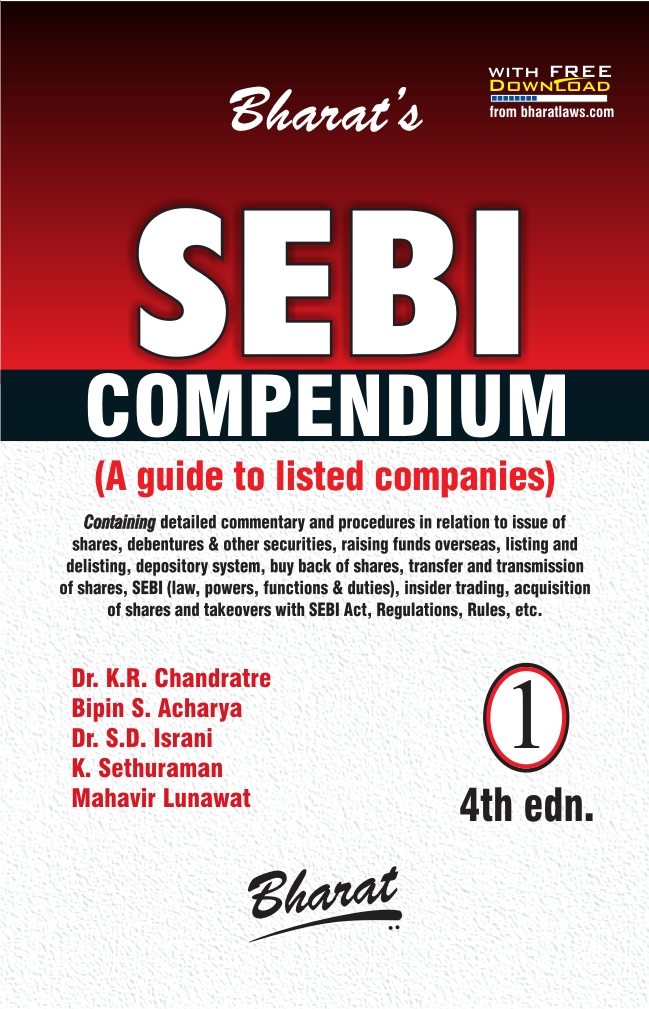 WITH FREE
DOWNLOAD
from bharatlaws.com
Bharat's
SEBI
COMPENDIUM
(A guide to listed companies)
Containing detailed commentary and procedures in relation to issue of
shares, debentures & other securities, raising funds overseas, listing and
delisting, depository system, buy back of shares, transfer and transmission
of shares, SEBI (law, powers, functions & duties), insider trading, acquisition
of shares and takeovers with SEBI Act, Regulations, Rules, etc.
Dr. K.R. Chandratre
Bipin S. Acharya
Dr. S.D. Israni
K. Sethuraman
Mahavir Lunawat
1
4th edn.
Bharat